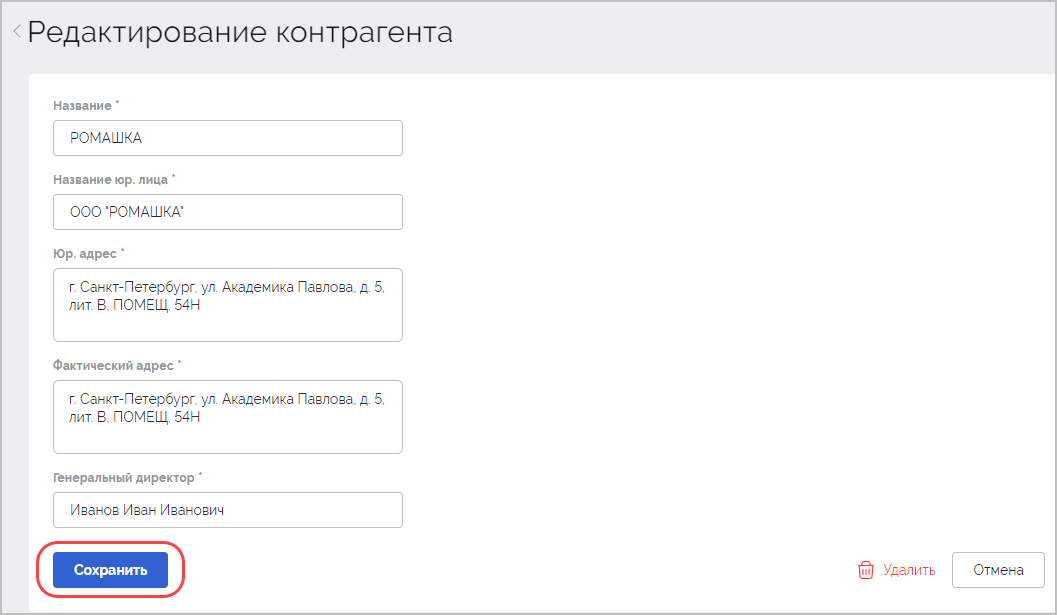 Редактирование контрагента
Название *
РОМАШКА
Название юр. лица *
ООО "РОМАШКА"
Юр. адрес *
г. Санкт-Петербург, ул. Академика Павлова, д. 5,
лит. В, ПОМЕЩ. 54Н
Фактический адрес *
г. Санкт-Петербург, ул. Академика Павлова, д. 5,
лит. В, ПОМЕЩ. 54Н
Генеральный директор *
Иванов Иван Иванович
Сохранить Удалить Отмена